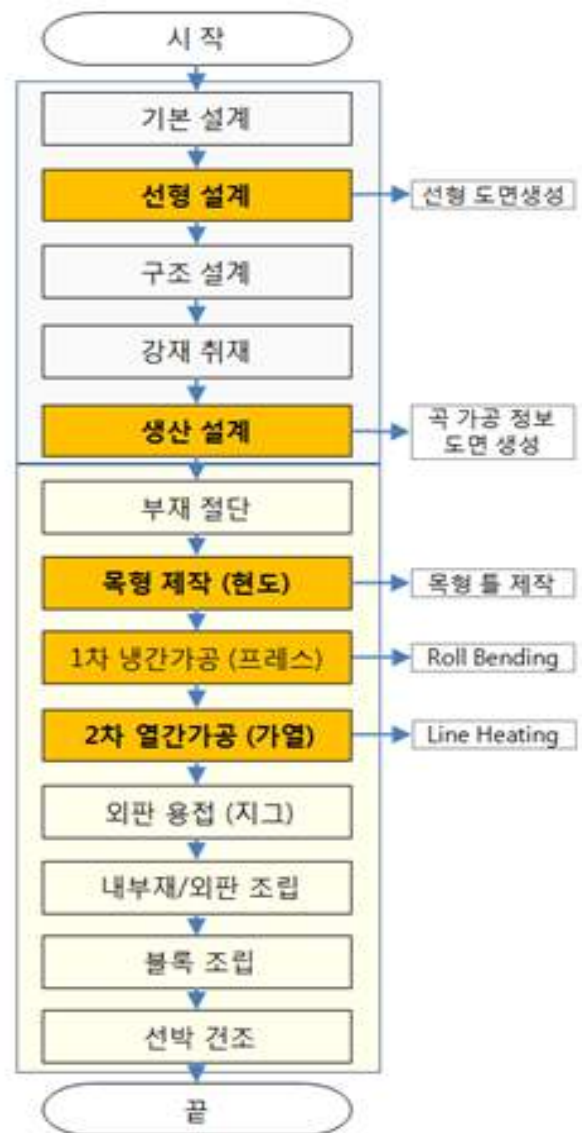 시 작
기본 설계
선형 설계
선형 도면생성
구조 설계
강재 취재
생산 설계
곡 가공 정보
도면 생성
부재 절단
목형 제작 (현도)
목형 틀 제작
1차 냉간가공 (프레스)
Roll Bending
2차 열간가공 (가열)
Line Heating
외판 용접 (지그)
내부재/외판 조립
블록 조립
선박 건조
끝